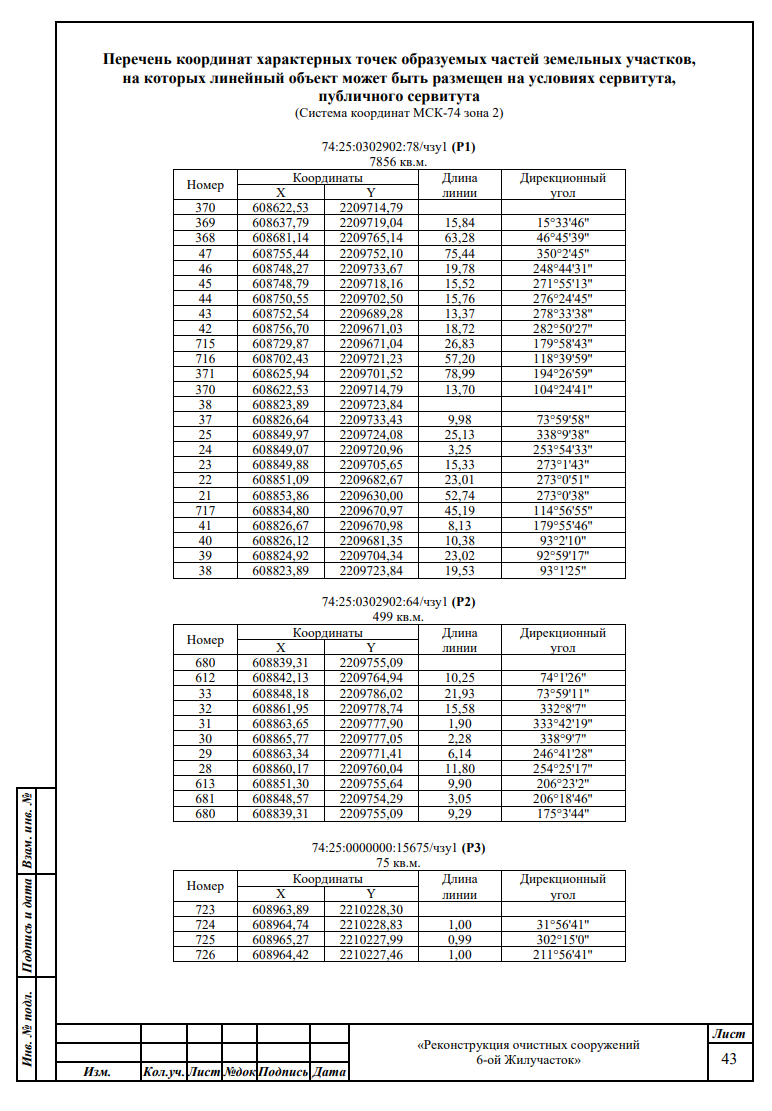 Перечень координат характерных точек образуемых частей земельных участков,
на которых линейный объект может быть размещен на условиях сервитута,
публичного сервитута
(Система координат МСК-74 зона 2)
74:25:0302902:78/чзу1 (Р1)
7856 кв.м.
Номер Координаты Длина линии Дирекционный угол
X Y
370 608622,53 2209714,79
369 608637,79 2209719,04 15,84 15°33'46"
368 608681,14 2209765,14 63,28 46°45'39"
47 608755,44 2209752,10 75,44 350°2'45"
46 608748,27 2209733,67 19,78 248°44'31"
45 608748,79 2209718,16 15,52 271°55'13"
44 608750,55 2209702,50 15,76 276°24'45"
43 608752,54 2209689,28 13,37 278°33'38"
42 608756,70 2209671,03 18,72 282°50'27"
715 608729,87 2209671,04 26,83 179°58'43"
716 608702,43 2209721,23 57,20 118°39'59"
371 608625,94 2209701,52 78,99 194°26'59"
370 608622,53 2209714,79 13,70 104°24'41"
38 608823,89 2209723,84
37 608826,64 2209733,43 9,98 73°59'58"
25 608849,97 2209724,08 25,13 338°9'38"
24 608849,07 2209720,96 3,25 253°54'33"
23 608849,88 2209705,65 15,33 273°1'43"
22 608851,09 2209682,67 23,01 273°0'51"
21 608853,86 2209630,00 52,74 273°0'38"
717 608834,80 2209670,97 45,19 114°56'55"
41 608826,67 2209670,98 8,13 179°55'46"
40 608826,12 2209681,35 10,38 93°2'10"
39 608824,92 2209704,34 23,02 92°59'17"
38 608823,89 2209723,84 19,53 93°1'25"
74:25:0302902:64/чзу1 (Р2)
499 кв.м.
Номер Координаты Длина линии Дирекционный угол
X Y
680 608839,31 2209755,09
612 608842,13 2209764,94 10,25 74°1'26"
33 608848,18 2209786,02 21,93 73°59'11"
32 608861,95 2209778,74 15,58 332°8'7"
31 608863,65 2209777,90 1,90 333°42'19"
30 608865,77 2209777,05 2,28 338°9'7"
29 608863,34 2209771,41 6,14 246°41'28"
28 608860,17 2209760,04 11,80 254°25'17"
613 608851,30 2209755,64 9,90 206°23'2"
681 608848,57 2209754,29 3,05 206°18'46"
680 608839,31 2209755,09 9,29 175°3'44"
74:25:0000000:15675/чзу1 (Р3)
75 кв.м.
Номер Координаты Длина линии Дирекционный угол
X Y
723 608963,89 2210228,30
724 608964,74 2210228,83 1,00 31°56'41"
725 608965,27 2210227,99 0,99 302°15'0"
726 608964,42 2210227,46 1,00 211°56'41"
Взам. инв. №
Подпись и дата
Инв. № подл.
Изм. Кол.уч. Лист №док Подпись Дата
«Реконструкция очистных сооружений
6-ой Жилучасток»
Лист
43